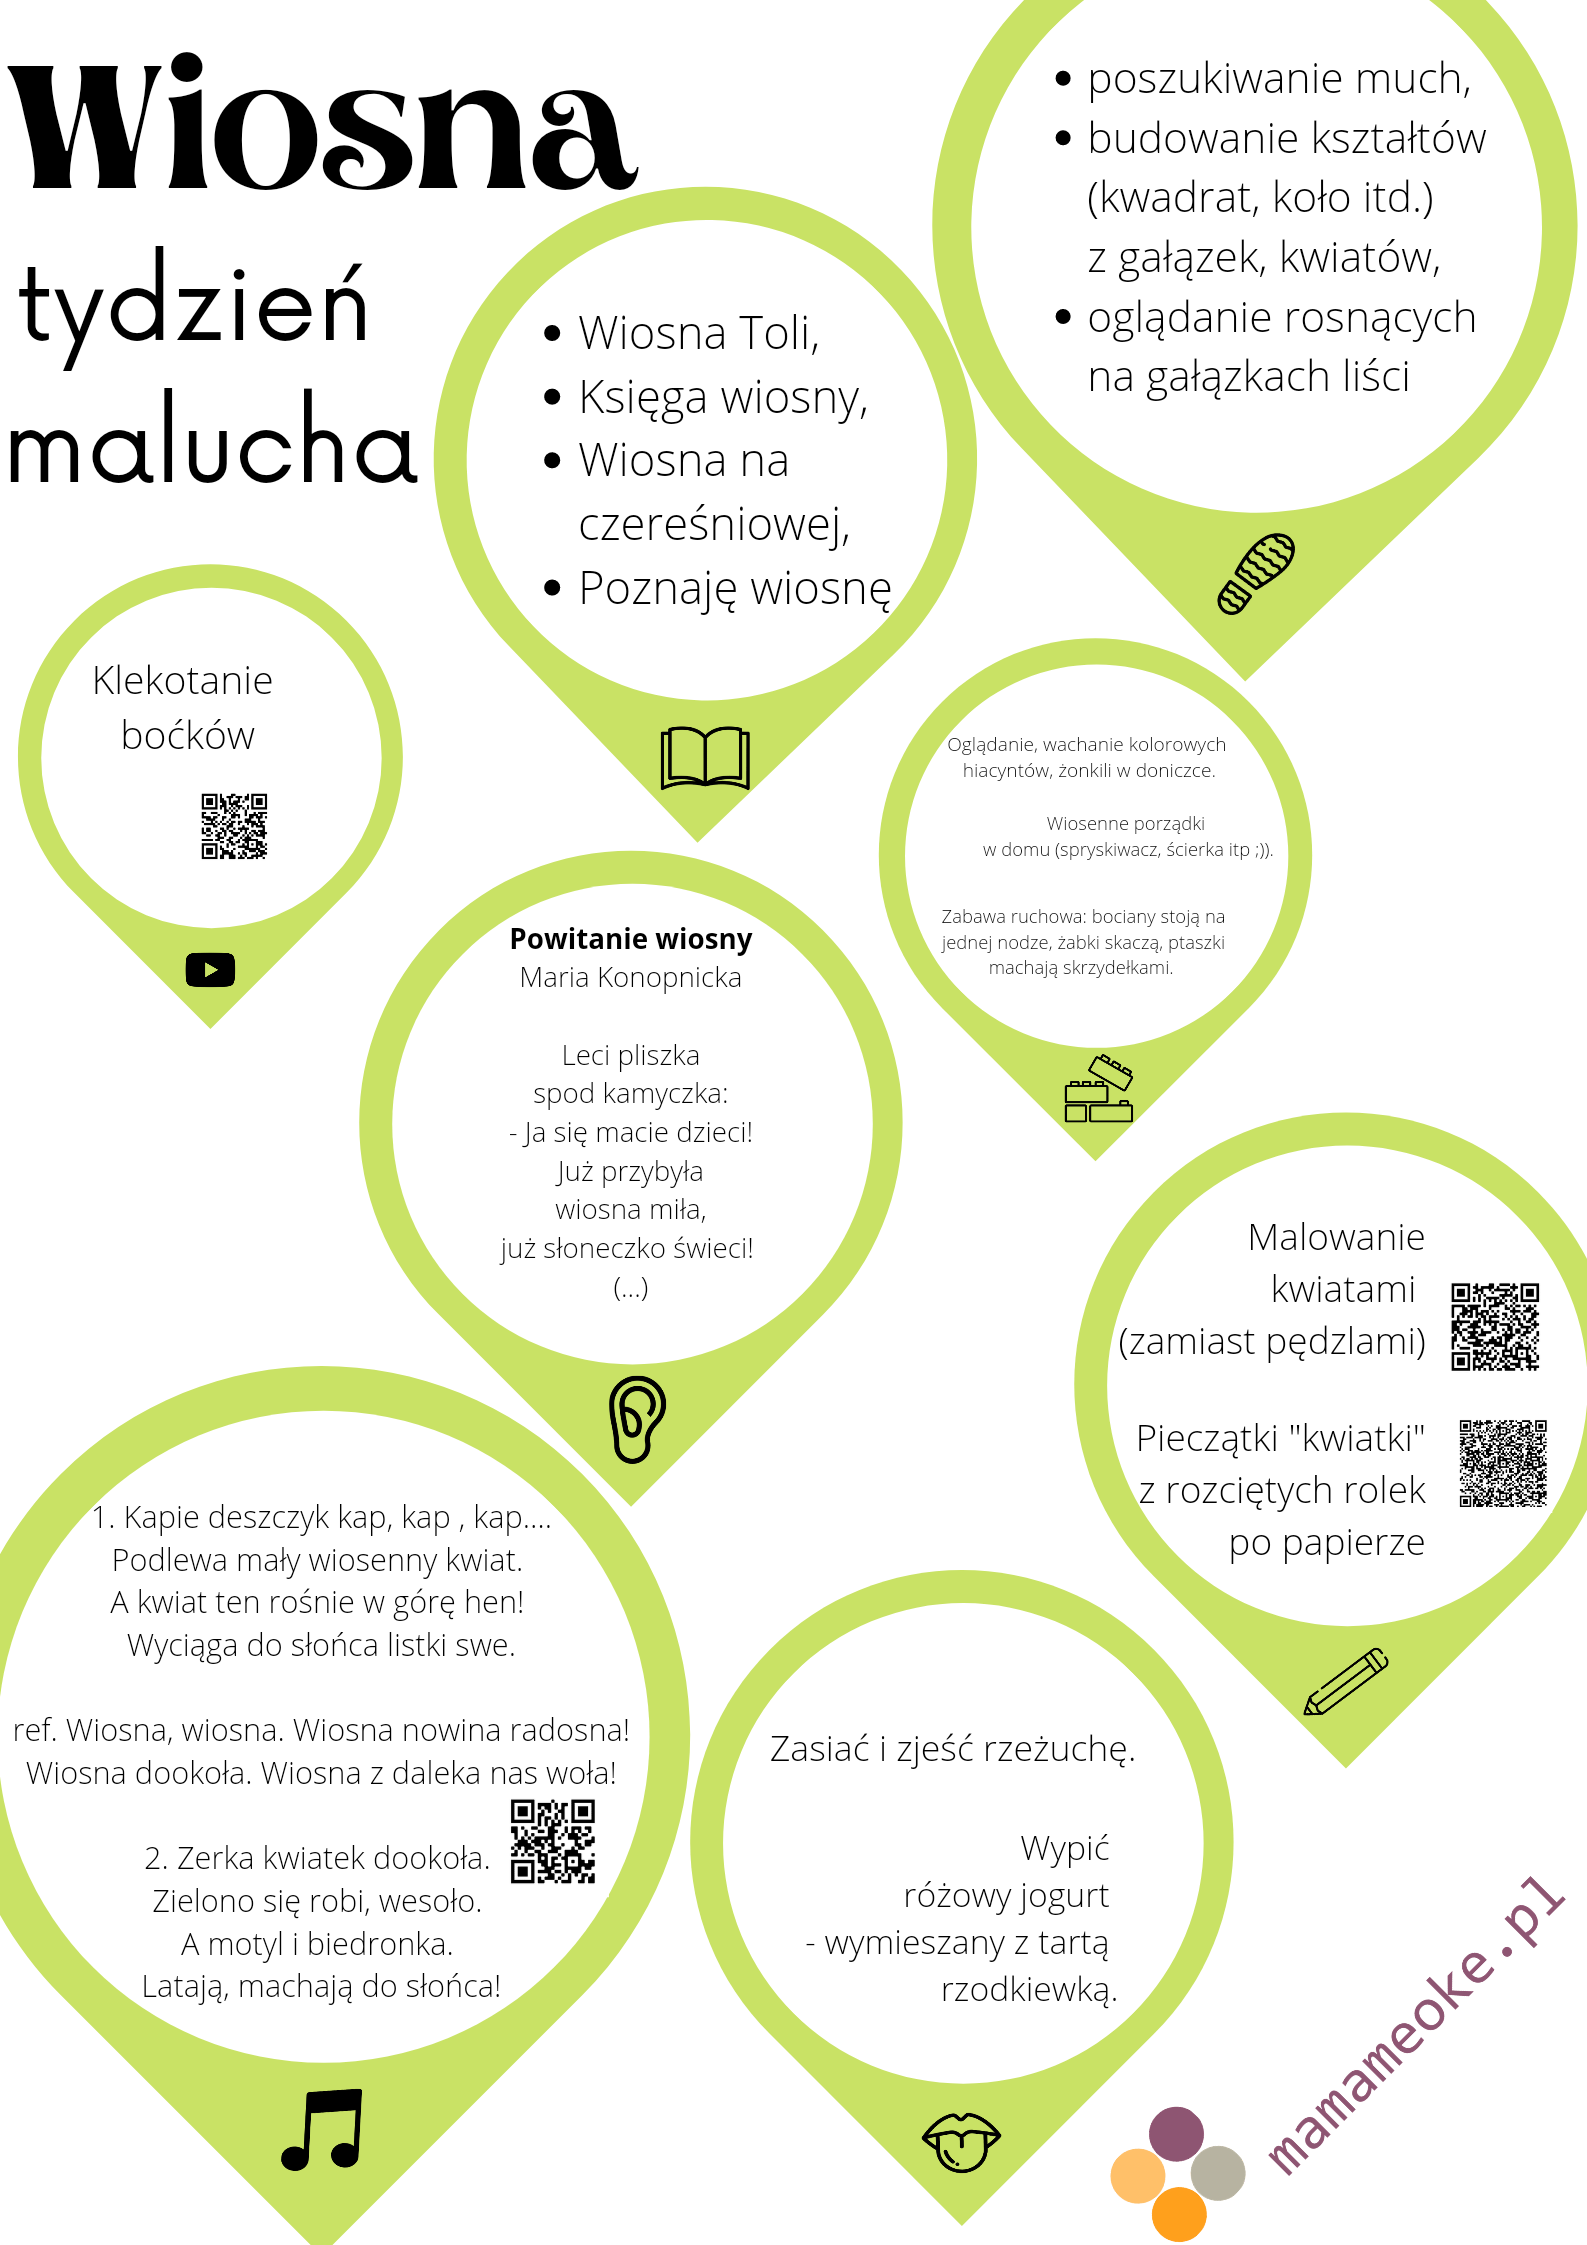 Wiosna
tydzień
malucha
poszukiwanie much,
budowanie kształtów
(kwadrat, koło itd.)
z gałązek, kwiatów,
oglądanie rosnących
na gałązkach liści
Wiosna Toli,
Księga wiosny,
Wiosna na
czereśniowej,
Poznaję wiosnę
Klekotanie
boćków
Oglądanie, wachanie kolorowych
hiacyntów, żonkili w doniczce.
Wiosenne porządki
w domu (spryskiwacz, ścierka itp ;)).
Zabawa ruchowa: bociany stoją na
jednej nodze, żabki skaczą, ptaszki
machają skrzydełkami.
Powitanie wiosny
Maria Konopnicka
Leci pliszka
spod kamyczka:
- Ja się macie dzieci!
Już przybyła
wiosna miła,
już słoneczko świeci!
(...)
Malowanie
kwiatami
(zamiast pędzlami)
Pieczątki "kwiatki"
z rozciętych rolek
po papierze
1. Kapie deszczyk kap, kap , kap....
Podlewa mały wiosenny kwiat.
A kwiat ten rośnie w górę hen!
Wyciąga do słońca listki swe.
ref. Wiosna, wiosna. Wiosna nowina radosna!
Wiosna dookoła. Wiosna z daleka nas woła!
2. Zerka kwiatek dookoła.
Zielono się robi, wesoło.
A motyl i biedronka.
Latają, machają do słońca!
Zasiać i zjeść rzeżuchę.
Wypić
różowy jogurt
- wymieszany z tartą
rzodkiewką.
mamameoke.pl